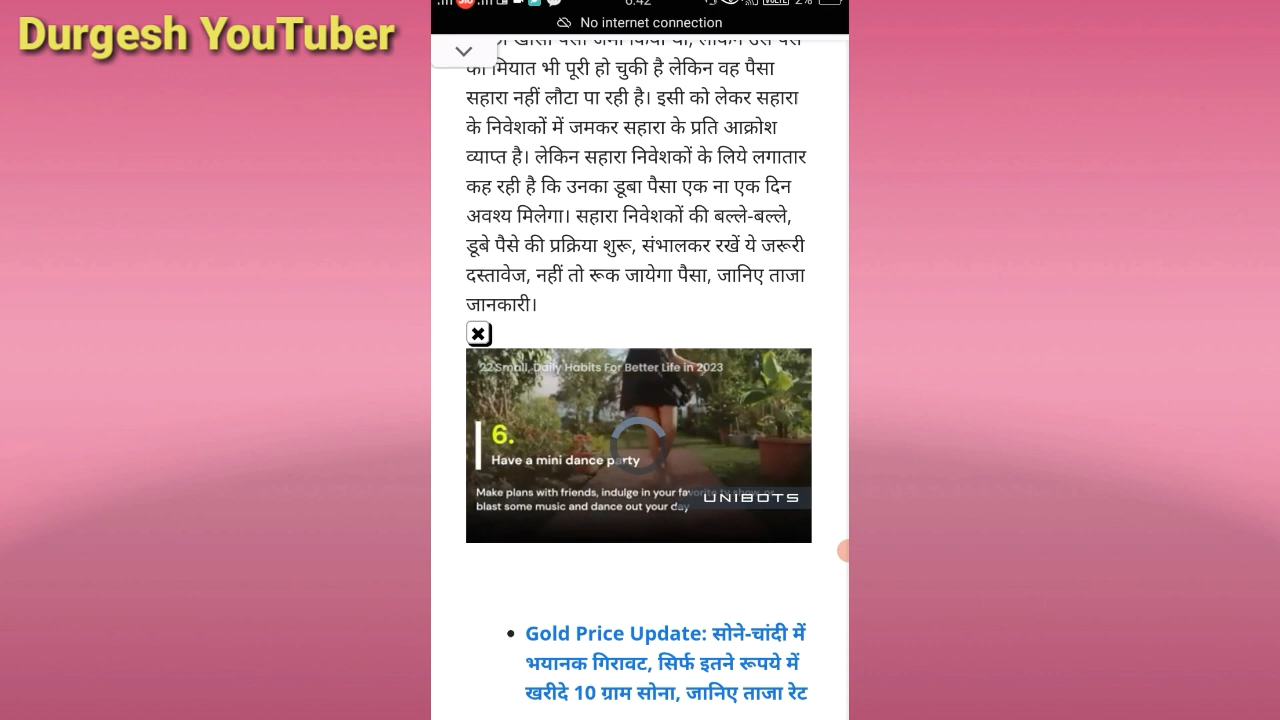 Durgesh YouTuber
6:42
No internet connection
मियात भी पूरी हो चुकी है लेकिन वह पैसा
सहारा नहीं लौटा पा रही है। इसी को लेकर सहारा
के निवेशकों में जमकर सहारा के प्रति आक्रोश
व्याप्त है। लेकिन सहारा निवेशकों के लिये लगातार
कह रही है कि उनका डूबा पैसा एक ना एक दिन
अवश्य मिलेगा। सहारा निवेशकों की बल्ले-बल्ले,
डूबे पैसे की प्रक्रिया शुरू, संभालकर रखें ये जरूरी
दस्तावेज, नहीं तो रूक जायेगा पैसा, जानिए ताजा
जानकारी।
22 Small, Daily Habits For Better Life in 2023
6.
Have a mini dance party
Make plans with friends, indulge in your favorite
blast some music and dance out your day
UNIBOTS
Gold Price Update: सोने-चांदी में
भयानक गिरावट, सिर्फ इतने रूपये में
खरीदे 10 ग्राम सोना, जानिए ताजा रेट